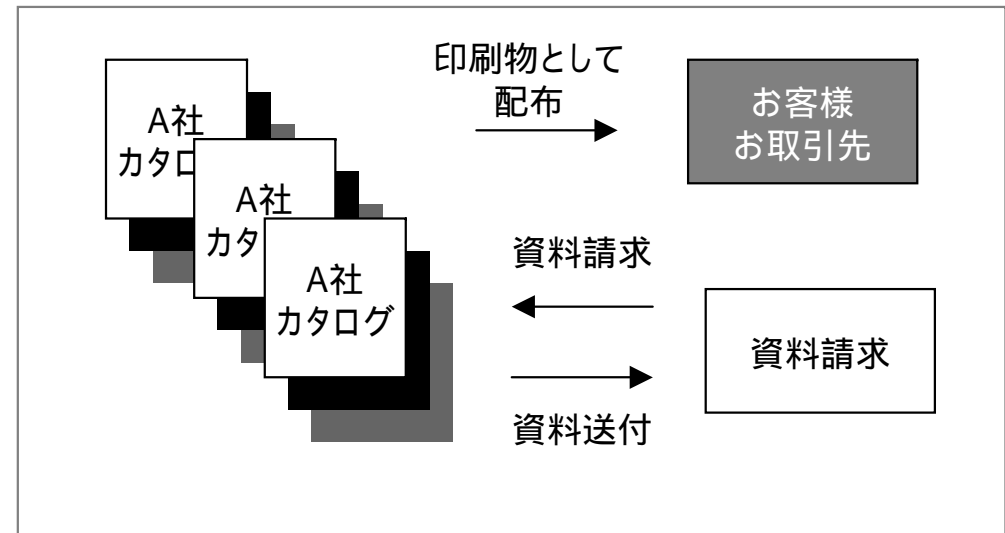 A社
カタロ
A社
カタ
A社
カタログ
印刷物として
配布
お客様
お取引先
資料請求
資料送付
資料請求